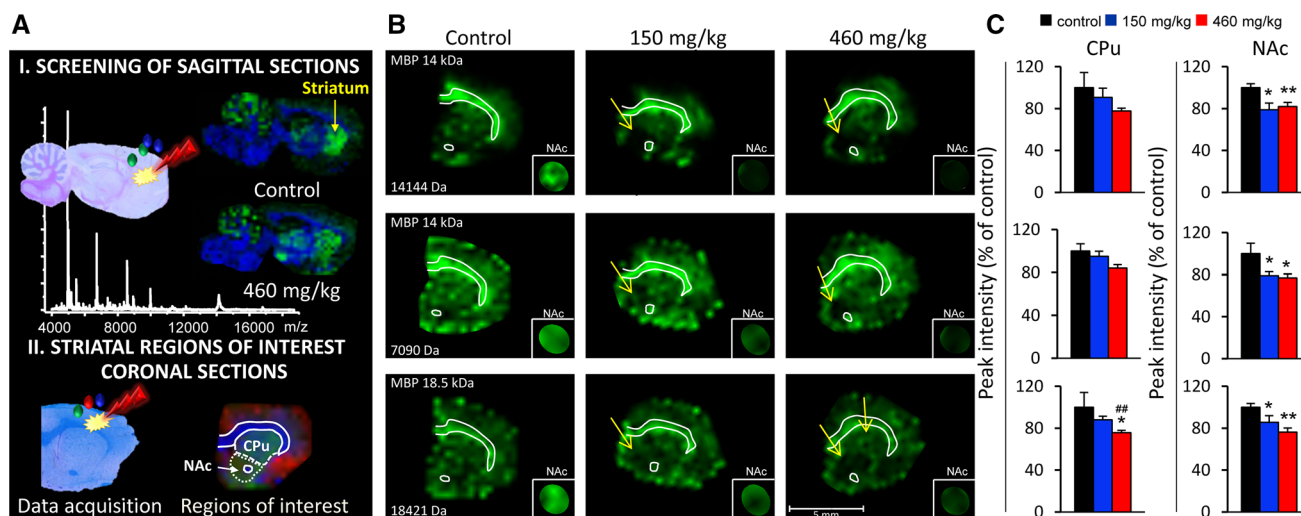 A
I. SCREENING OF SAGITTAL SECTIONS
Striatum
Control
460 mg/kg
4000 8000 12000 16000 m/z
II. STRIATAL REGIONS OF INTEREST
CORONAL SECTIONS
CPu
NAc
Data acquisition Regions of interest
B
Control 150 mg/kg 460 mg/kg
MBP 14 kDa
NAc NAc NAc
14144 Da
MBP 14 kDa
NAc NAc NAc
7090 Da
MBP 18.5 kDa
NAc NAc NAc
18421 Da
5 mm
C
control 150 mg/kg 460 mg/kg
CPu NAc
Peak intensity (% of control)
120
80
40
0
120
80
40
0
* **
120
80
40
0
120
80
40
0
* *
120
80
40
0
##
*
Peak intensity (% of control)
120
80
40
0
* **